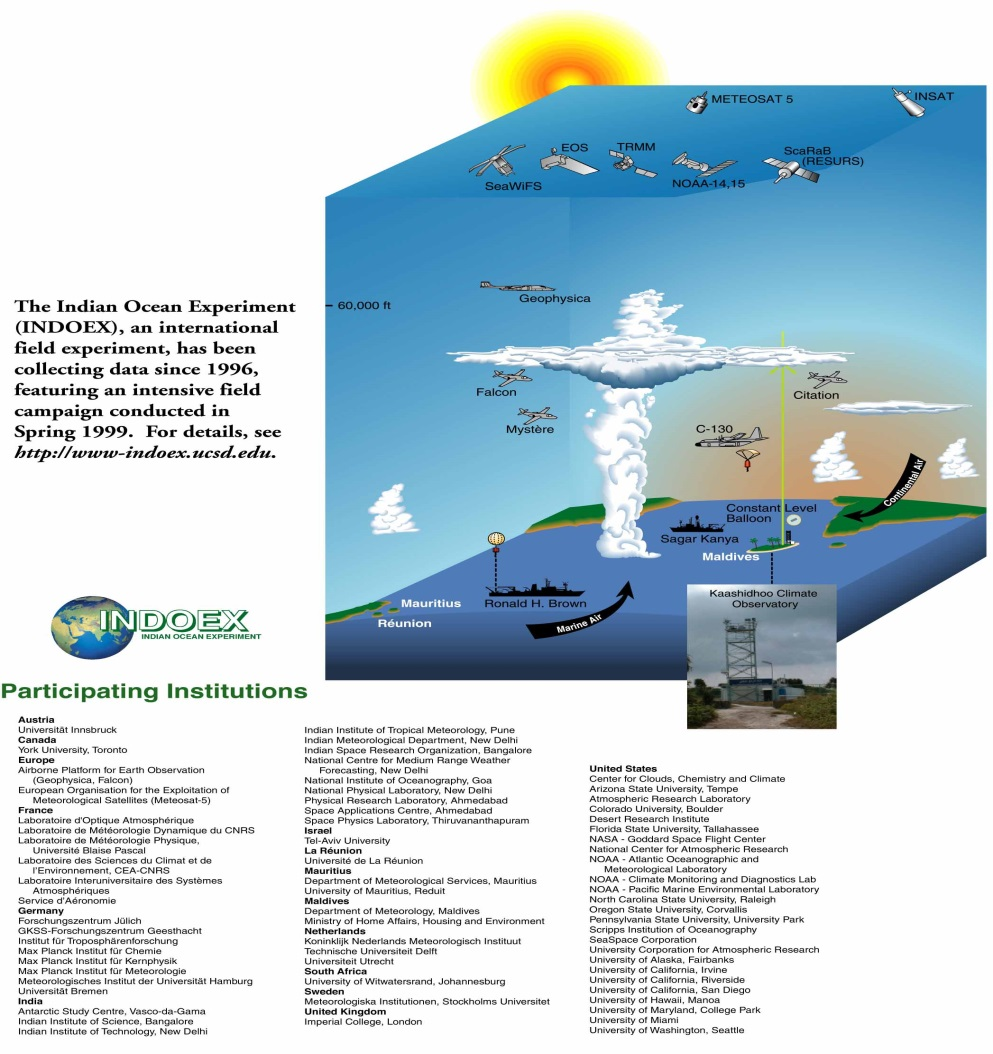 METEOSAT 5
INSAT
EOS
TRMM
ScaRaB
(RESURS)
SeaWiFS
NOAA-14,15
Geophysica
60,000 ft
The Indian Ocean Experiment
(INDOEX), an international
field experiment, has been
collecting data since 1996,
featuring an intensive field
campaign conducted in
Spring 1999. For details, see
http://www-indoex.ucsd.edu.
Falcon
Citation
Mystère
C-130
Continental Air
Constant Level
Balloon
Sagar Kanya
Maldives
Mauritius
Ronald H. Brown
Réunion
Marine Air
Kaashidhoo Climate
Observatory
INDOEX
INDIAN OCEAN EXPERIMENT
Participating Institutions
Austria
Universität Innsbruck
Canada
York University, Toronto
Europe
Airborne Platform for Earth Observation
(Geophysica, Falcon)
European Organisation for the Exploitation of
Meteorological Satellites (Meteosat-5)
France
Laboratoire d'Optique Atmosphérique
Laboratoire de Météorologie Dynamique du CNRS
Laboratoire de Météorologie Physique,
Université Blaise Pascal
Laboratoire des Sciences du Climat et de
l'Environnement, CEA-CNRS
Laboratoire Interuniversitaire des Systèmes
Atmosphériques
Service d'Aéronomie
Germany
Forschungszentrum Jülich
GKSS-Forschungszentrum Geesthacht
Institut für Troposphärenforschung
Max Planck Institut für Chemie
Max Planck Institut für Kernphysik
Max Planck Institut für Meteorologie
Meteorologisches Institut der Universität Hamburg
Universität Bremen
India
Antarctic Study Centre, Vasco-da-Gama
Indian Institute of Science, Bangalore
Indian Institute of Technology, New Delhi
Indian Institute of Tropical Meteorology, Pune
Indian Meteorological Department, New Delhi
Indian Space Research Organization, Bangalore
National Centre for Medium Range Weather
Forecasting, New Delhi
National Institute of Oceanography, Goa
National Physical Laboratory, New Delhi
Physical Research Laboratory, Ahmedabad
Space Applications Centre, Ahmedabad
Space Physics Laboratory, Thiruvananthapuram
Israel
Tel-Aviv University
La Réunion
Université de La Réunion
Mauritius
Department of Meteorological Services, Mauritius
University of Mauritius, Reduit
Maldives
Department of Meteorology, Maldives
Ministry of Home Affairs, Housing and Environment
Netherlands
Koninklijk Nederlands Meteorologisch Instituut
Technische Universiteit Delft
Universiteit Utrecht
South Africa
University of Witwatersrand, Johannesburg
Sweden
Meteorologiska Institutionen, Stockholms Universitet
United Kingdom
Imperial College, London
United States
Center for Clouds, Chemistry and Climate
Arizona State University, Tempe
Atmospheric Research Laboratory
Colorado University, Boulder
Desert Research Institute
Florida State University, Tallahassee
NASA - Goddard Space Flight Center
National Center for Atmospheric Research
NOAA - Atlantic Oceanographic and
Meteorological Laboratory
NOAA - Climate Monitoring and Diagnostics Lab
NOAA - Pacific Marine Environmental Laboratory
North Carolina State University, Raleigh
Oregon State University, Corvallis
Pennsylvania State University, University Park
Scripps Institution of Oceanography
SeaSpace Corporation
University Corporation for Atmospheric Research
University of Alaska, Fairbanks
University of California, Irvine
University of California, Riverside
University of California, San Diego
University of Hawaii, Manoa
University of Maryland, College Park
University of Miami
University of Washington, Seattle